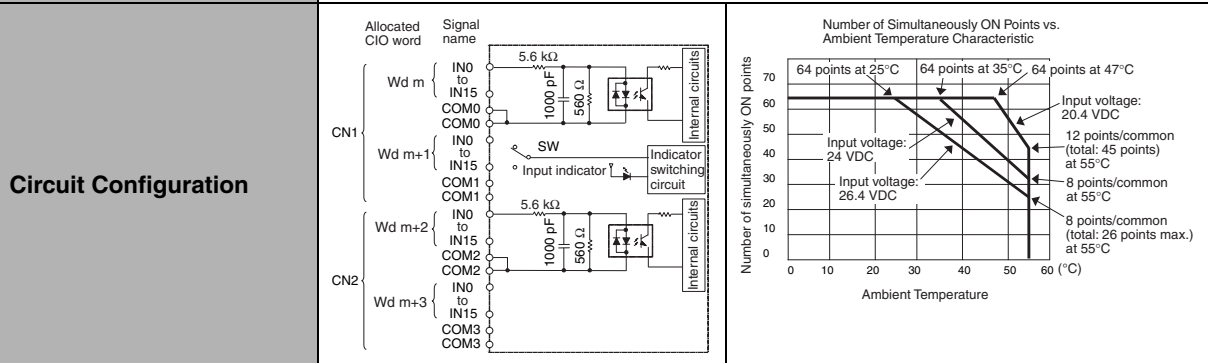 Circuit Configuration
Allocated
CIO word
Signal
name
CN1
Wd m
IN0
to
IN15
COM0
COM0
Wd m+1
IN0
to
IN15
COM1
COM1
CN2
Wd m+2
IN0
to
IN15
COM2
COM2
Wd m+3
IN0
to
IN15
COM3
COM3
5.6 kΩ
1000 pF
560 Ω
Internal circuits
SW
Input indicator
Indicator
switching
circuit
5.6 kΩ
1000 pF
560 Ω
Internal circuits
Number of Simultaneously ON Points vs.
Ambient Temperature Characteristic
Number of simultaneously ON points
70
60
50
40
30
20
10
0
64 points at 25°C
64 points at 35°C
64 points at 47°C
Input voltage:
20.4 VDC
Input voltage:
24 VDC
Input voltage:
26.4 VDC
12 points/common
(total: 45 points)
at 55°C
8 points/common
at 55°C
8 points/common
(total: 26 points max.)
at 55°C
0 10 20 30 40 50 60 (°C)
Ambient Temperature